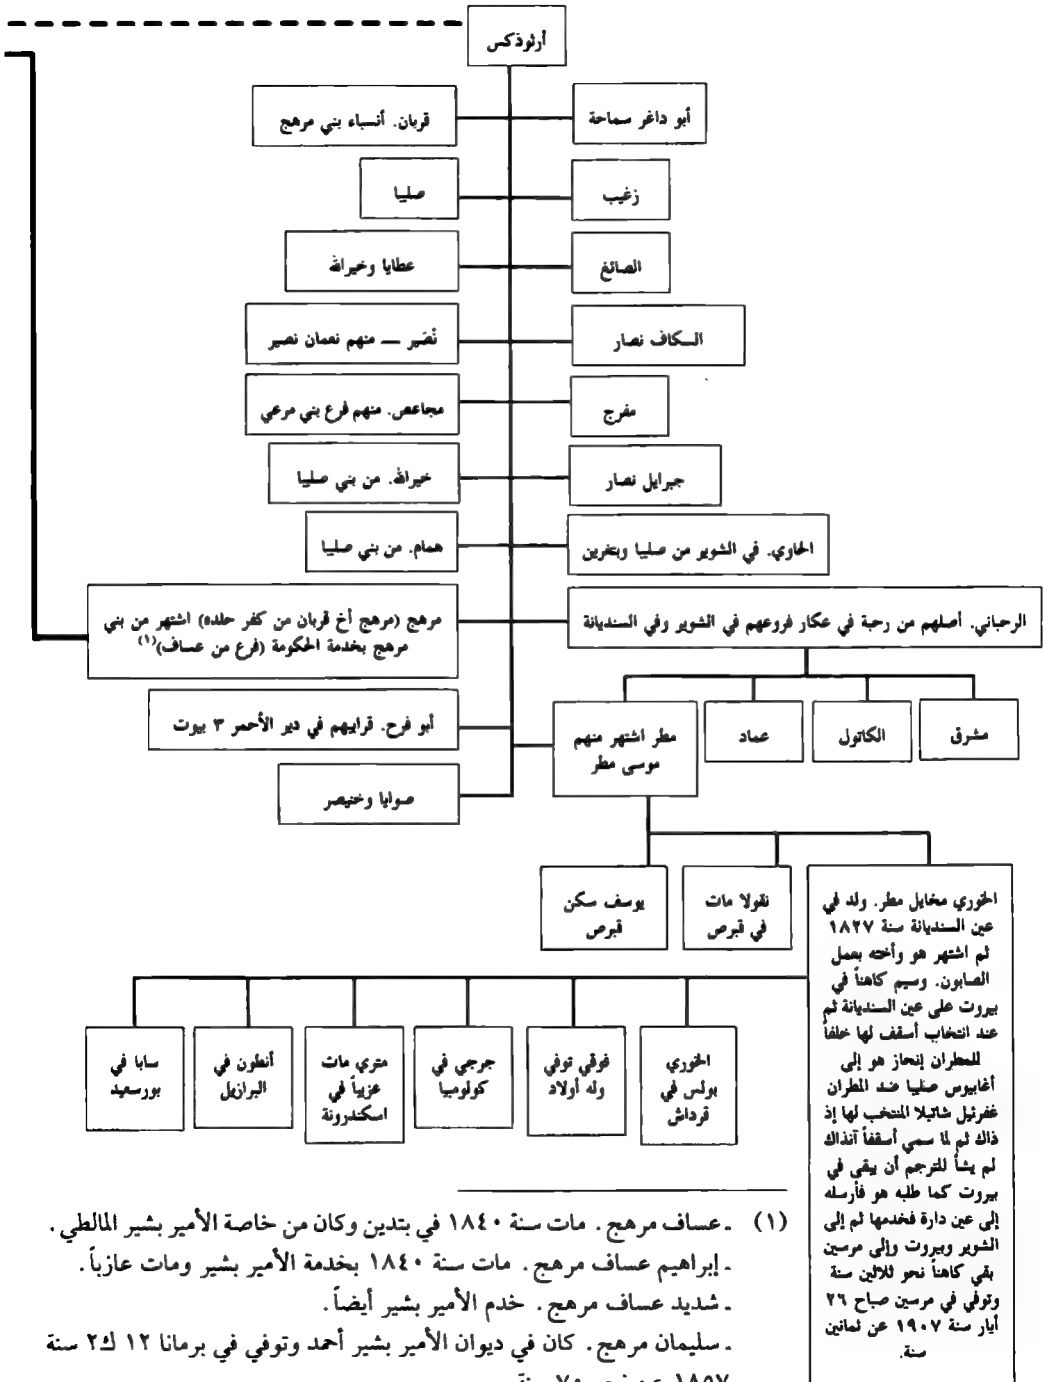 أرثوذكس
أبو داغر سماحة
قربان. أنسباء بني مرهج
زغيب
صليبا
الصائغ
عطايا وخيرالله
السكاف نصار
نُصَير — منهم نعمان نصير
مفرج
مجاعص. منهم فرع بني مرعي
جبرايل نصار
خيرالله. من بني صليبا
الحاوي. في الشوير من صليبا وبتغرين
همام. من بني صليبا
الرحباني. أصلهم من رحبة في عكار فروعهم في الشوير وفي السنديانة
مرهج (مرهج أخ قربان من كفر حلده) اشتهر من بني
مرهج بخدمة الحكومة (فرع من عساف)(١)
مشرق
الكاتول
عماد
مطر اشتهر منهم
موسى مطر
أبو فرح. قرايبهم في دير الأحمر ٣ بيوت
صوايا وخنيصر
الخوري مخايل مطر. ولد في
عين السنديانة سنة ١٨٢٧
ثم اشتهر هو وأخته بعمل
الصابون. وسيم كاهناً في
بيروت على عين السنديانة ثم
عند انتخاب أسقف لها خلفاً
للمطران إنحاز هو إلى
أغابيوس صليبا ضد المطران
غفرئيل شاتيلا المنتخب لها إذ
ذاك ثم لما سمي أسقفاً آنذاك
لم يشأ للترجم أن يبقى في
بيروت كما طلبه هو فأرسله
إلى عين دارة فخدمها ثم إلى
الشوير وبيروت وإلى مرسين
بقي كاهناً نحو ثلاثين سنة
وتوفي في مرسين صباح ٢٦
أيار سنة ١٩٠٧ عن ثمانين
سنة.
نقولا مات
في قبرص
يوسف سكن
قبرص
الخوري
بولس في
قرداش
فوقي توفي
وله أولاد
جرجي في
كولومبيا
متري مات
عزيباً في
اسكندرونة
أنطون في
البرازيل
سابا في
بورسعيد
(١) ـ عساف مرهج. مات سنة ١٨٤٠ في بتدين وكان من خاصة الأمير بشير المالطي.
ـ إبراهيم عساف مرهج. مات سنة ١٨٤٠ بخدمة الأمير بشير ومات عازباً.
ـ شديد عساف مرهج. خدم الأمير بشير أيضاً.
ـ سليمان مرهج. كان في ديوان الأمير بشير أحمد وتوفي في برمانا ١٢ ك٢ سنة